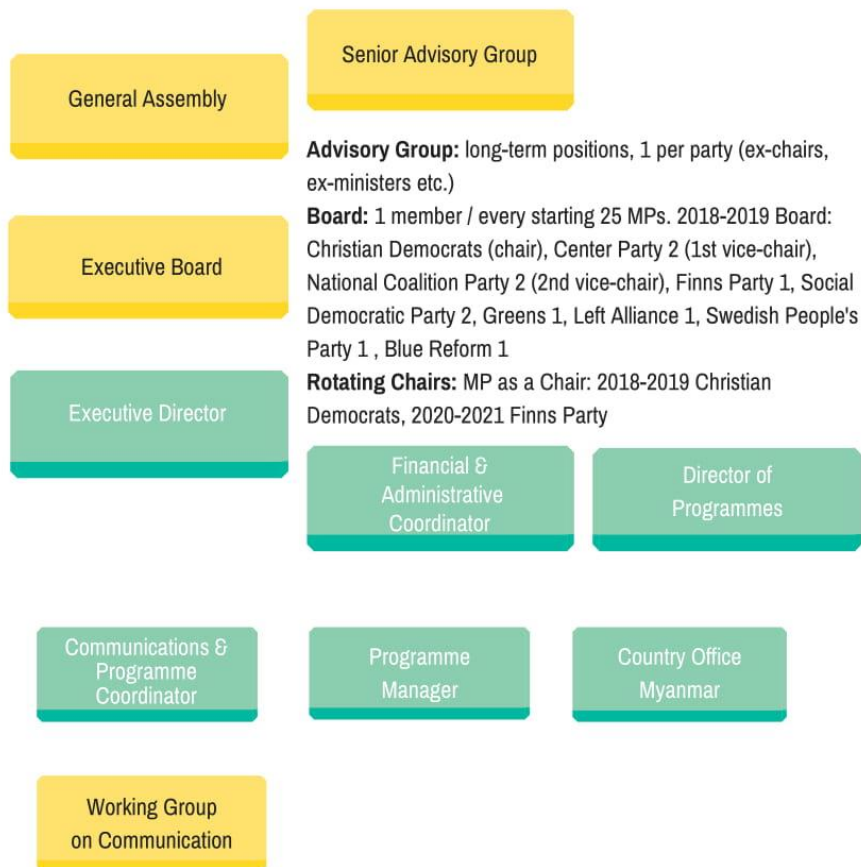 Senior Advisory Group
General Assembly
Advisory Group: long-term positions, 1 per party (ex-chairs,
ex-ministers etc.)
Board: 1 member / every starting 25 MPs. 2018-2019 Board:
Christian Democrats (chair), Center Party 2 (1st vice-chair),
National Coalition Party 2 (2nd vice-chair), Finns Party 1, Social
Democratic Party 2, Greens 1, Left Alliance 1, Swedish People's
Party 1 , Blue Reform 1
Rotating Chairs: MP as a Chair: 2018-2019 Christian
Democrats, 2020-2021 Finns Party
Executive Board
Executive Director
Financial &
Administrative
Coordinator
Director of
Programmes
Communications &
Programme
Coordinator
Programme
Manager
Country Office
Myanmar
Working Group
on Communication